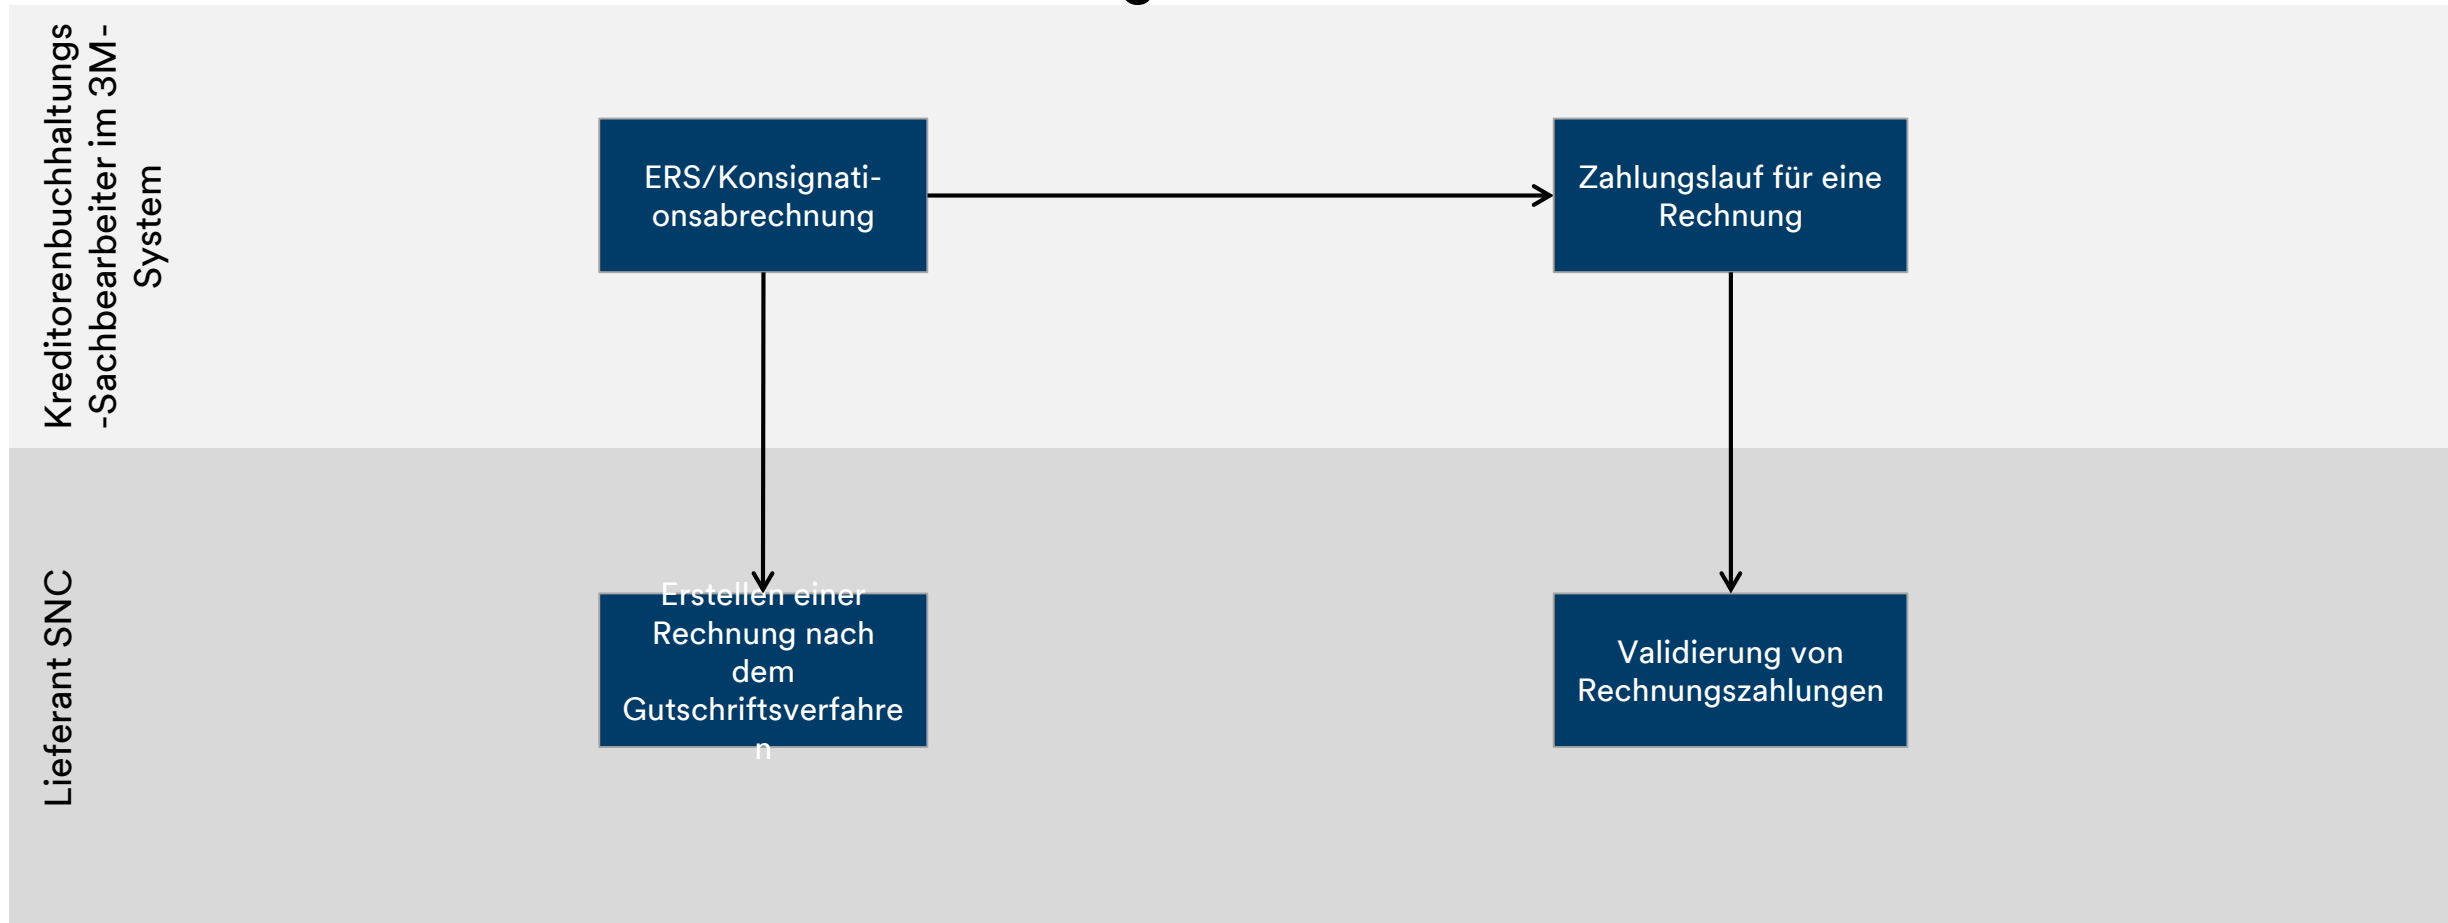 Kreditorenbuchhaltungs
-Sachbearbeiter im 3M-
System
ERS/Konsignati-
onsabrechnung
Zahlungslauf für eine
Rechnung
Lieferant SNC
Erstellen einer
Rechnung nach
dem
Gutschriftsverfahre
n
Validierung von
Rechnungszahlungen